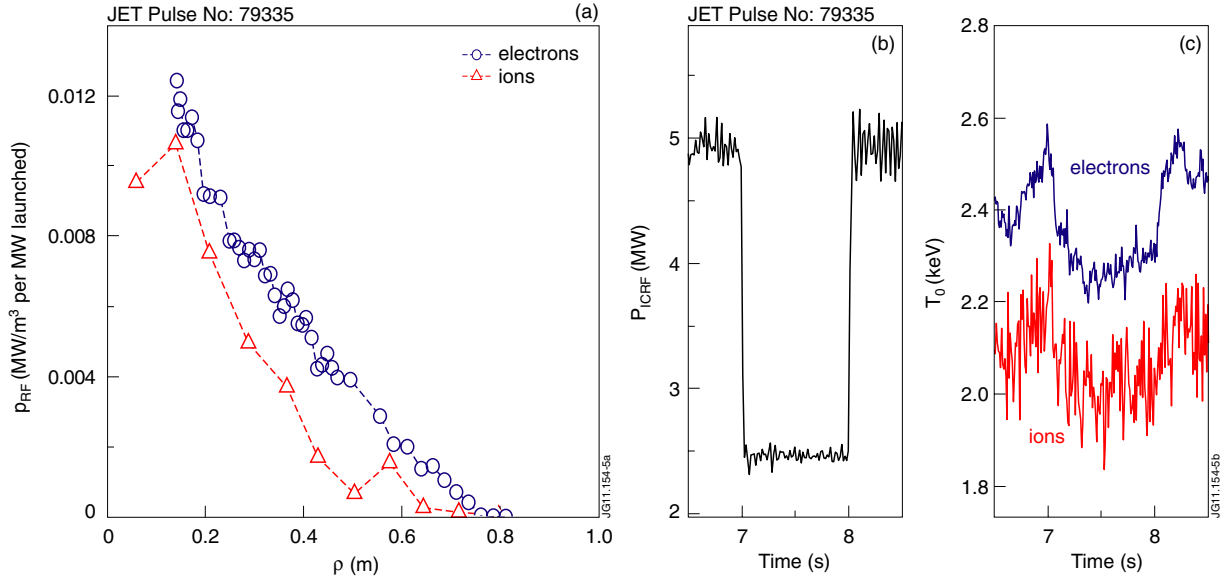 JET Pulse No: 79335
(a)
electrons
ions
0.012
0.008
0.004
0
p_RF (MW/m³ per MW launched)
0
0.2
0.4
0.6
0.8
1.0
ρ (m)
JG11.154-5a
JET Pulse No: 79335
(b)
5
4
3
2
P_ICRF (MW)
7
8
Time (s)
(c)
2.8
2.6
2.4
2.2
2.0
1.8
T_0 (keV)
electrons
ions
7
8
Time (s)
JG11.154-5b